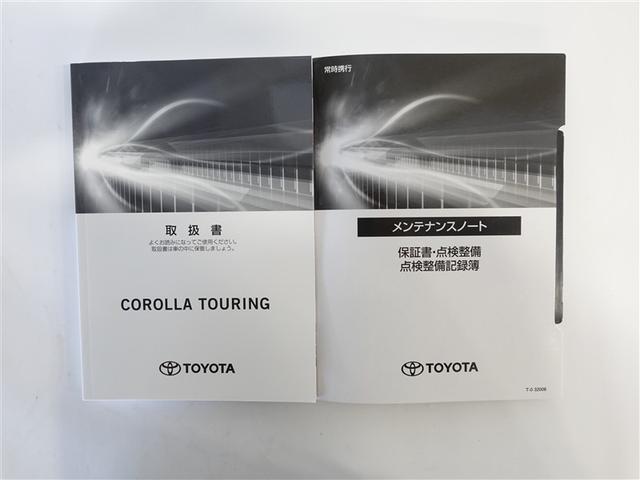 取扱書
よくお読みになってご使用ください。
取扱書は車の中に保管しましょう。
COROLLA TOURING
TOYOTA
常時携行
メンテナンスノート
保証書・点検整備
点検整備記録簿
TOYOTA
T-0 32008